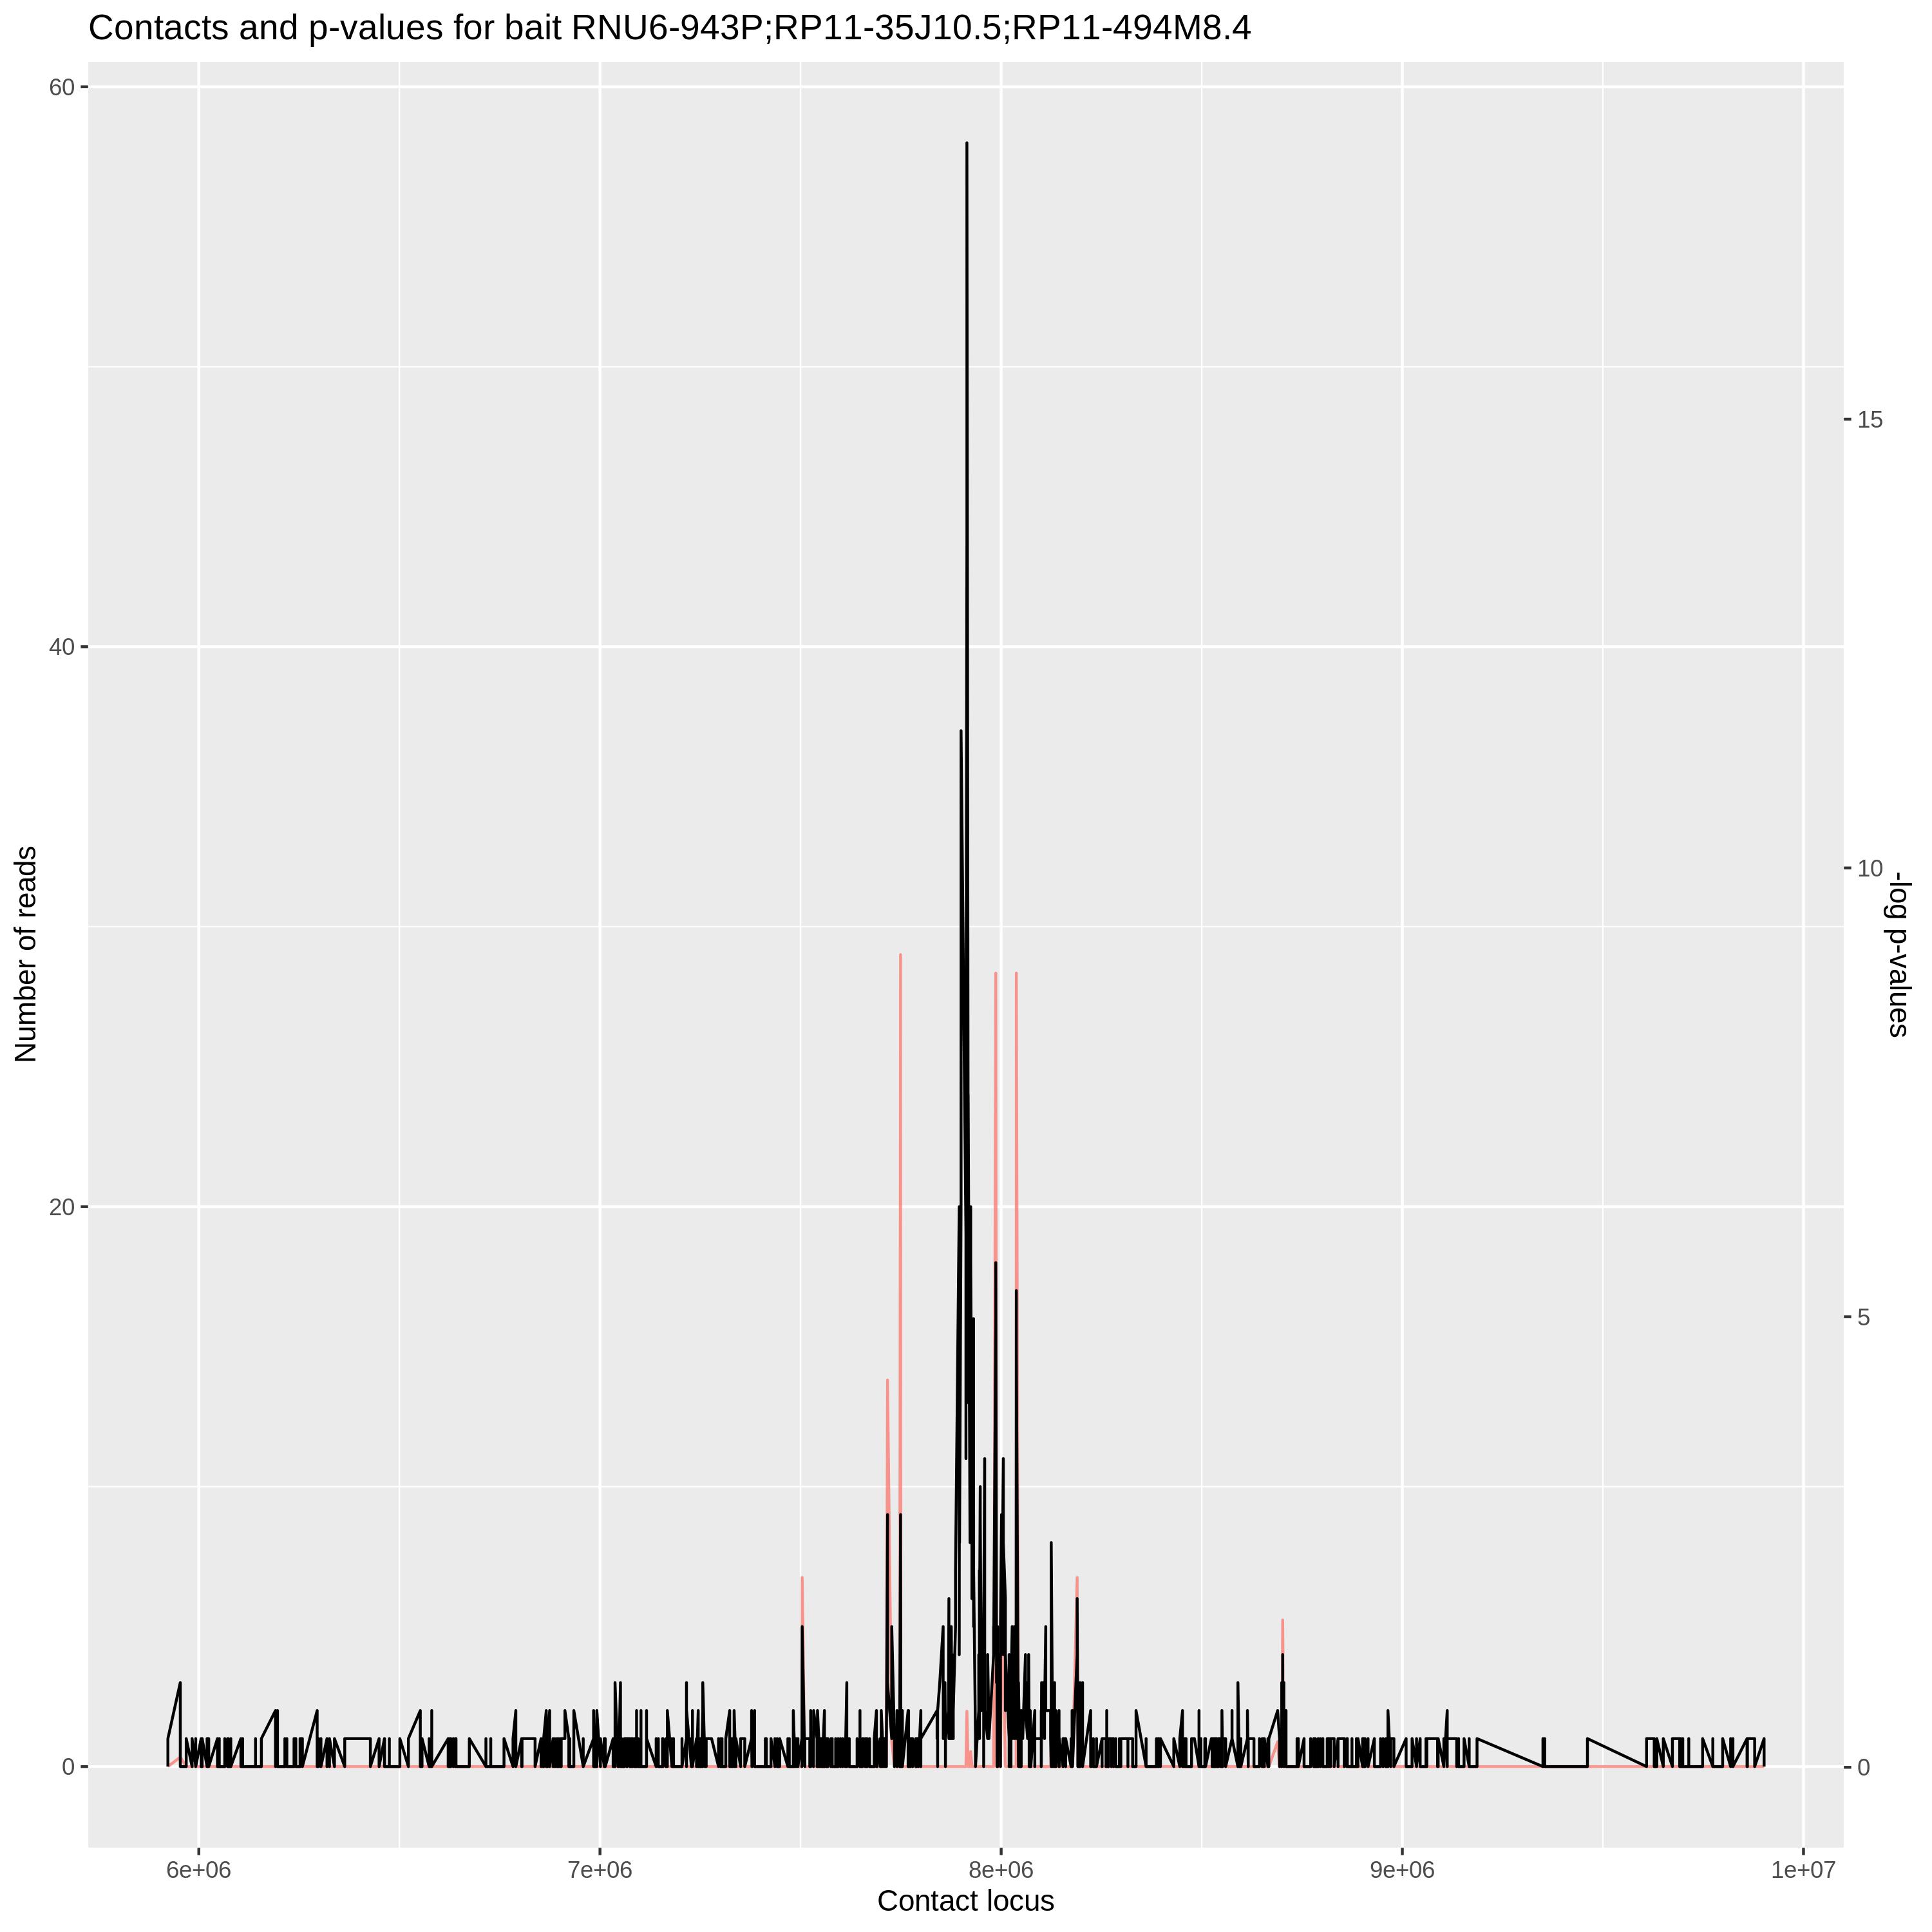 Contacts and p-values for bait RNU6-943P;RP11-35J10.5;RP11-494M8.4
60
40
20
0
Number of reads
15
10
5
0
-log p-values
6e+06
7e+06
8e+06
9e+06
1e+07
Contact locus